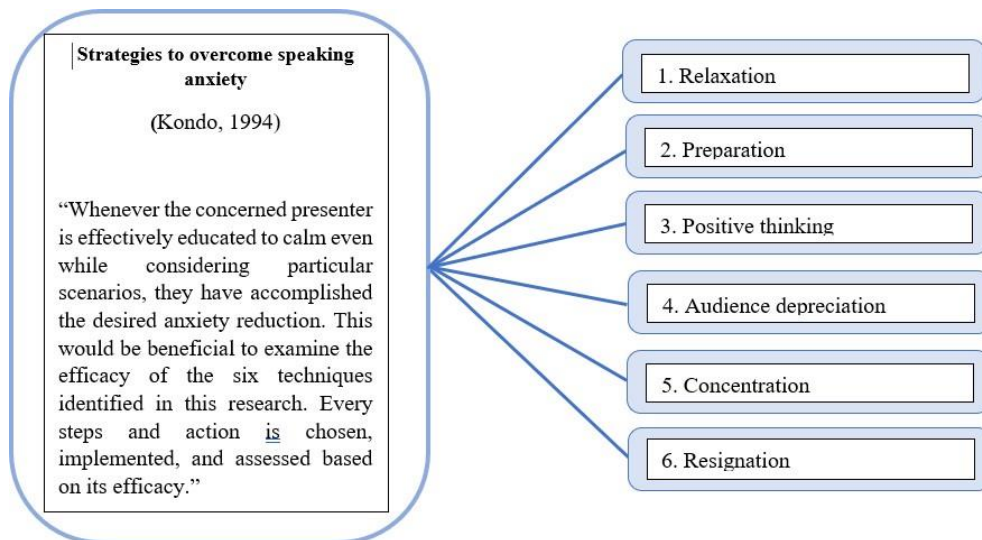 Strategies to overcome speaking
anxiety
(Kondo, 1994)
“Whenever the concerned presenter
is effectively educated to calm even
while considering particular
scenarios, they have accomplished
the desired anxiety reduction. This
would be beneficial to examine the
efficacy of the six techniques
identified in this research. Every
steps and action is chosen,
implemented, and assessed based
on its efficacy.”
1. Relaxation
2. Preparation
3. Positive thinking
4. Audience depreciation
5. Concentration
6. Resignation